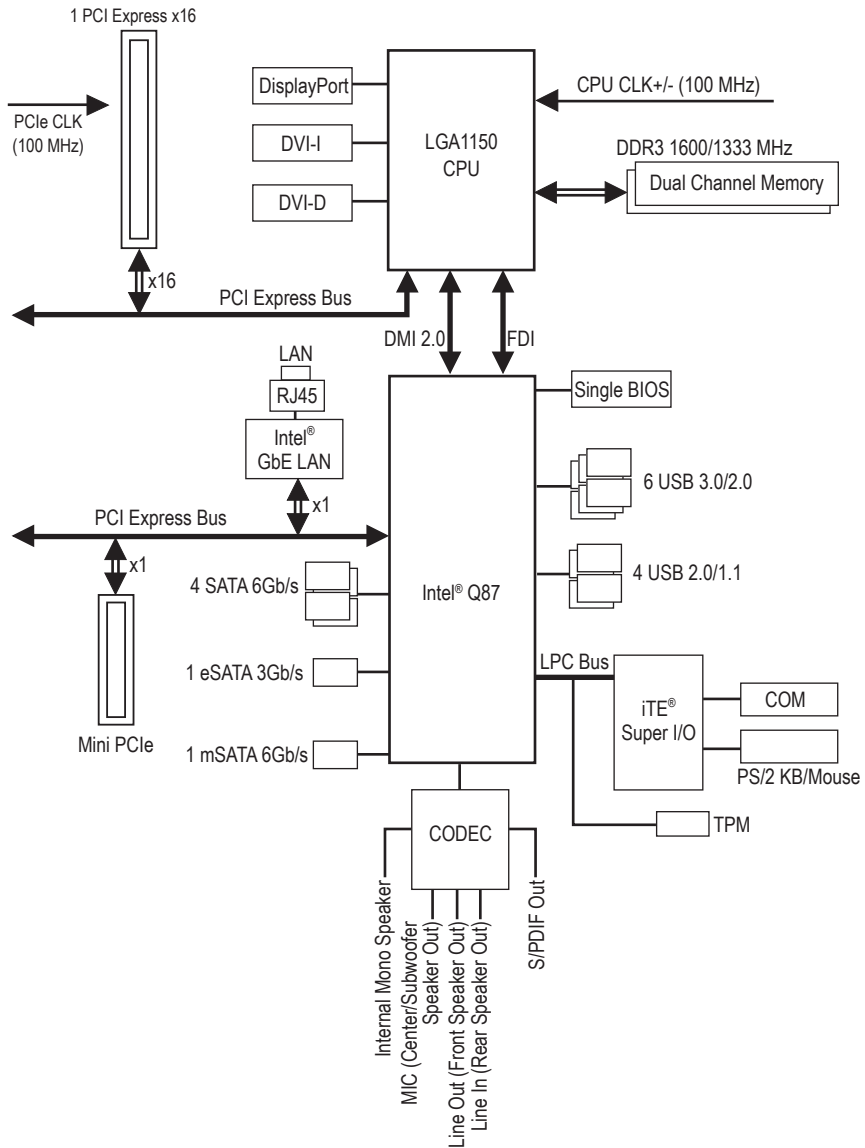 1 PCI Express x16
PCIe CLK
(100 MHz)
x16
PCI Express Bus
DisplayPort
DVI-I
DVI-D
LGA1150
CPU
CPU CLK+/- (100 MHz)
DDR3 1600/1333 MHz
Dual Channel Memory
DMI 2.0
FDI
LAN
RJ45
Intel®
GbE LAN
x1
PCI Express Bus
x1
Mini PCIe
4 SATA 6Gb/s
1 eSATA 3Gb/s
1 mSATA 6Gb/s
Intel® Q87
Single BIOS
6 USB 3.0/2.0
4 USB 2.0/1.1
LPC Bus
iTE®
Super I/O
COM
PS/2 KB/Mouse
TPM
CODEC
Internal Mono Speaker
MIC (Center/Subwoofer
Speaker Out)
Line Out (Front Speaker Out)
Line In (Rear Speaker Out)
S/PDIF Out